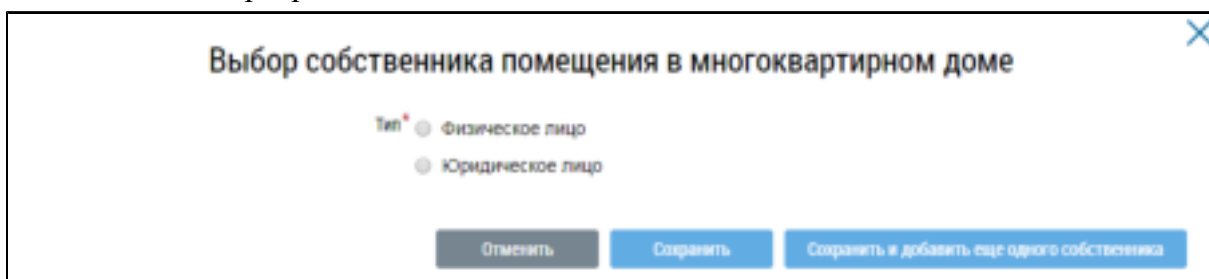 Выбор собственника помещения в многоквартирном доме
Тип* Физическое лицо
Юридическое лицо
Отменить Сохранить Сохранить и добавить еще одного собственника